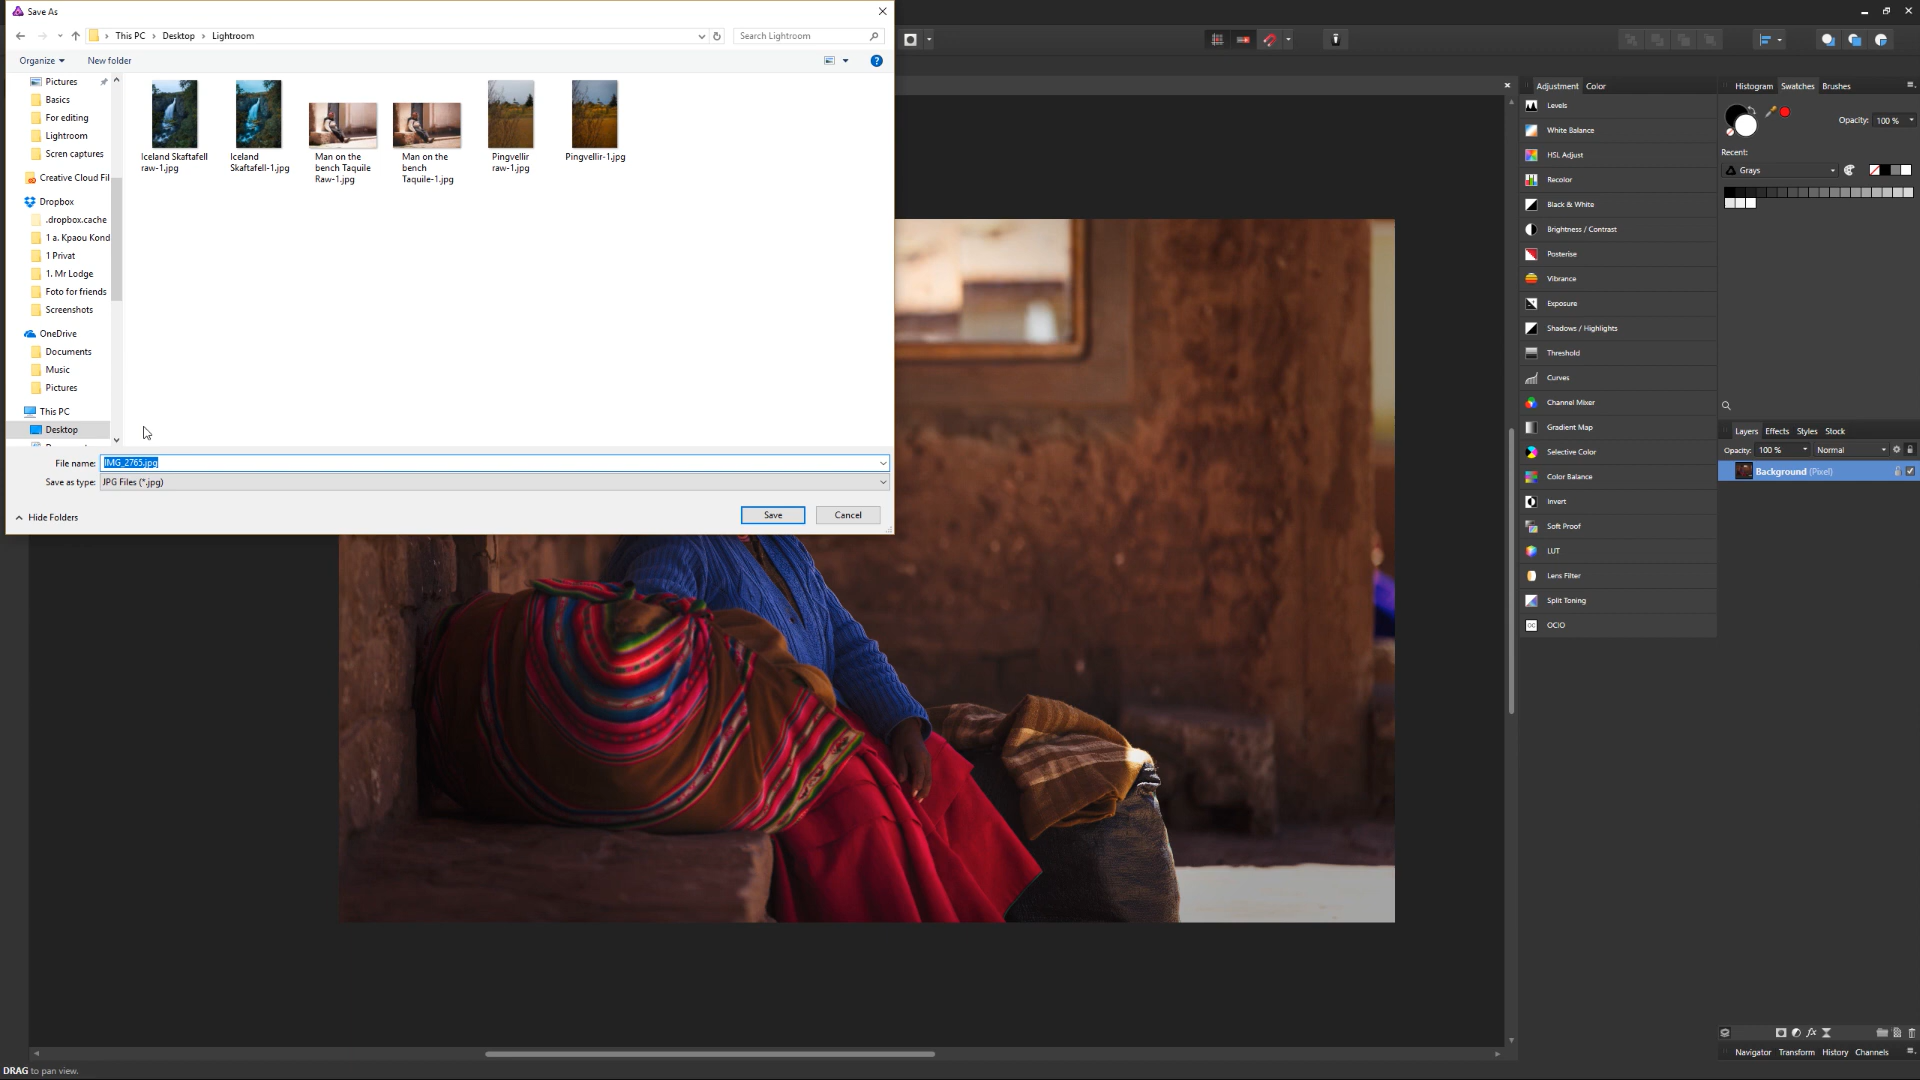 Save As
This PC > Desktop > Lightroom
Search Lightroom
Organize
New folder
Pictures
Basics
For editing
Lightroom
Scren captures
Creative Cloud Fil
Dropbox
.dropbox.cache
1 a. Kpaou Kond
1 Privat
1. Mr Lodge
Foto for friends
Screenshots
OneDrive
Documents
Music
Pictures
This PC
Desktop
Iceland Skaftafell
raw-1.jpg
Iceland
Skaftafell-1.jpg
Man on the
bench Taquile
Raw-1.jpg
Man on the
bench
Taquile-1.jpg
Pingvellir
raw-1.jpg
Pingvellir-1.jpg
File name: IMG_2765.jpg
Save as type: JPG Files (*.jpg)
Hide Folders
Save
Cancel
Adjustment
Color
Levels
White Balance
HSL Adjust
Recolor
Black & White
Brightness / Contrast
Posterise
Vibrance
Exposure
Shadows / Highlights
Threshold
Curves
Channel Mixer
Gradient Map
Selective Color
Color Balance
Invert
Soft Proof
LUT
Lens Filter
Split Toning
OCIO
Histogram
Swatches
Brushes
Opacity: 100 %
Recent:
Grays
Layers
Effects
Styles
Stock
Opacity: 100 %
Normal
Background (Pixel)
Navigator
Transform
History
Channels
DRAG to pan view.